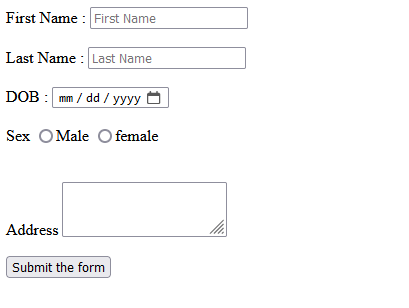 First Name : First Name
Last Name : Last Name
DOB : mm / dd / yyyy
Sex Male female
Address
Submit the form